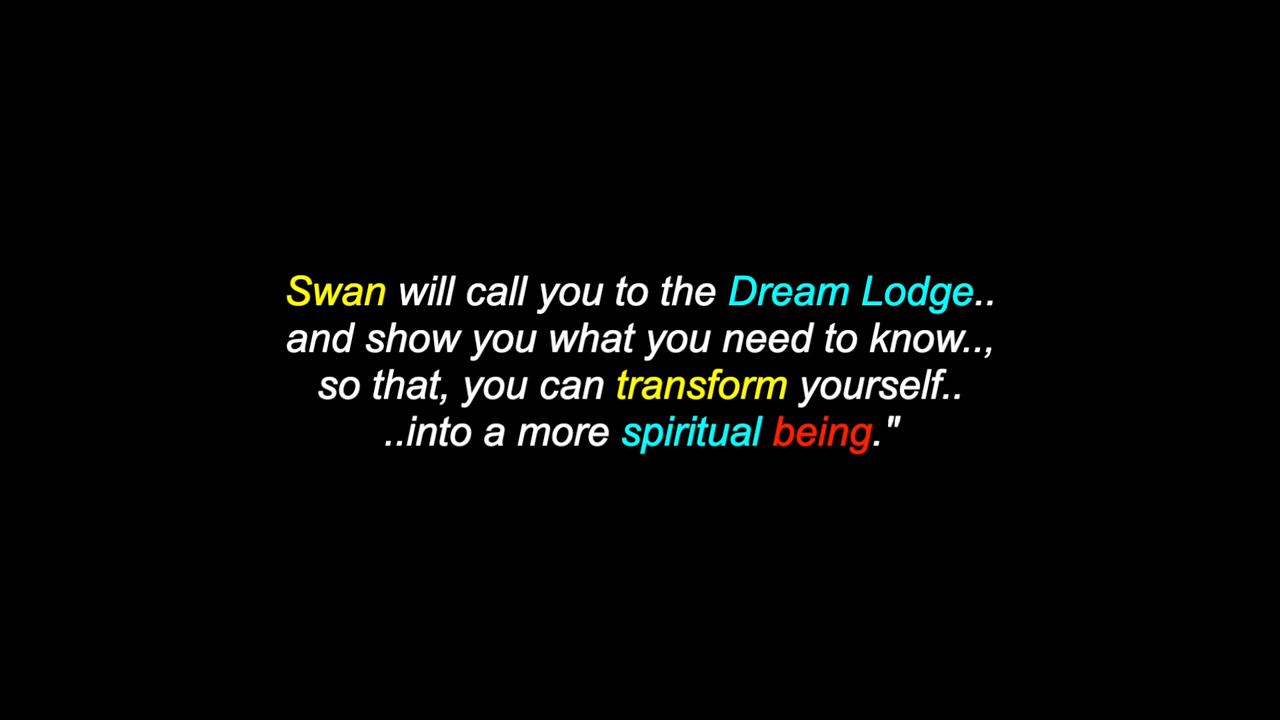 Swan will call you to the Dream Lodge..
and show you what you need to know..,
so that, you can transform yourself..
..into a more spiritual being."